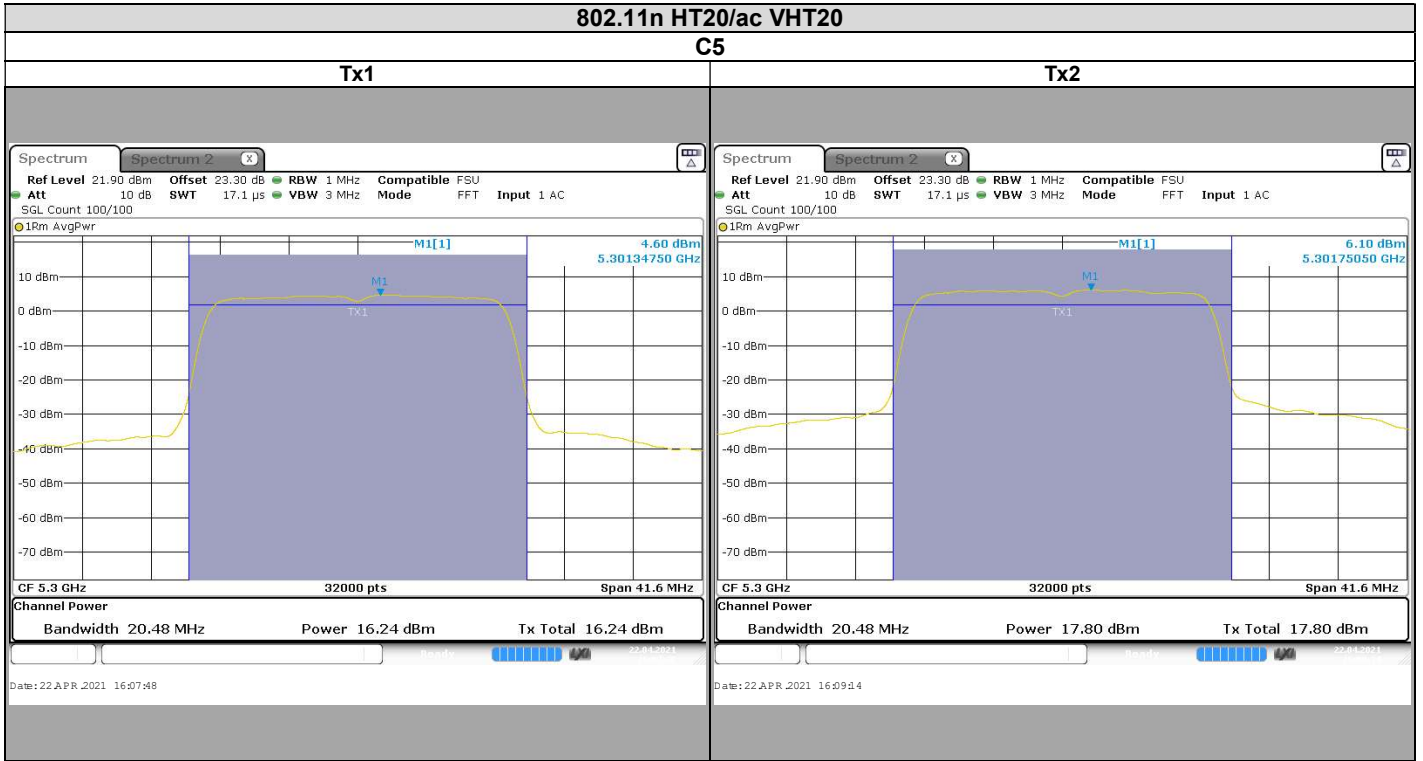 802.11n HT20/ac VHT20
C5
Tx1
Spectrum Spectrum 2 X
Ref Level 21.90 dBm Offset 23.30 dB RBW 1 MHz Compatible FSU
Att 10 dB SWT 17.1 µs VBW 3 MHz Mode FFT Input 1 AC
SGL Count 100/100
1Rm AvgPwr
M1[1] 4.60 dBm
5.30134750 GHz
10 dBm
M1
0 dBm
TX1
-10 dBm
-20 dBm
-30 dBm
-40 dBm
-50 dBm
-60 dBm
-70 dBm
CF 5.3 GHz 32000 pts Span 41.6 MHz
Channel Power
Bandwidth 20.48 MHz Power 16.24 dBm Tx Total 16.24 dBm
Ready 22.04.2021
Date: 22.APR.2021 16:07:48
Tx2
Spectrum Spectrum 2 X
Ref Level 21.90 dBm Offset 23.30 dB RBW 1 MHz Compatible FSU
Att 10 dB SWT 17.1 µs VBW 3 MHz Mode FFT Input 1 AC
SGL Count 100/100
1Rm AvgPwr
M1[1] 6.10 dBm
5.30175050 GHz
10 dBm
M1
0 dBm
TX1
-10 dBm
-20 dBm
-30 dBm
-40 dBm
-50 dBm
-60 dBm
-70 dBm
CF 5.3 GHz 32000 pts Span 41.6 MHz
Channel Power
Bandwidth 20.48 MHz Power 17.80 dBm Tx Total 17.80 dBm
Ready 22.04.2021
Date: 22.APR.2021 16:09:14